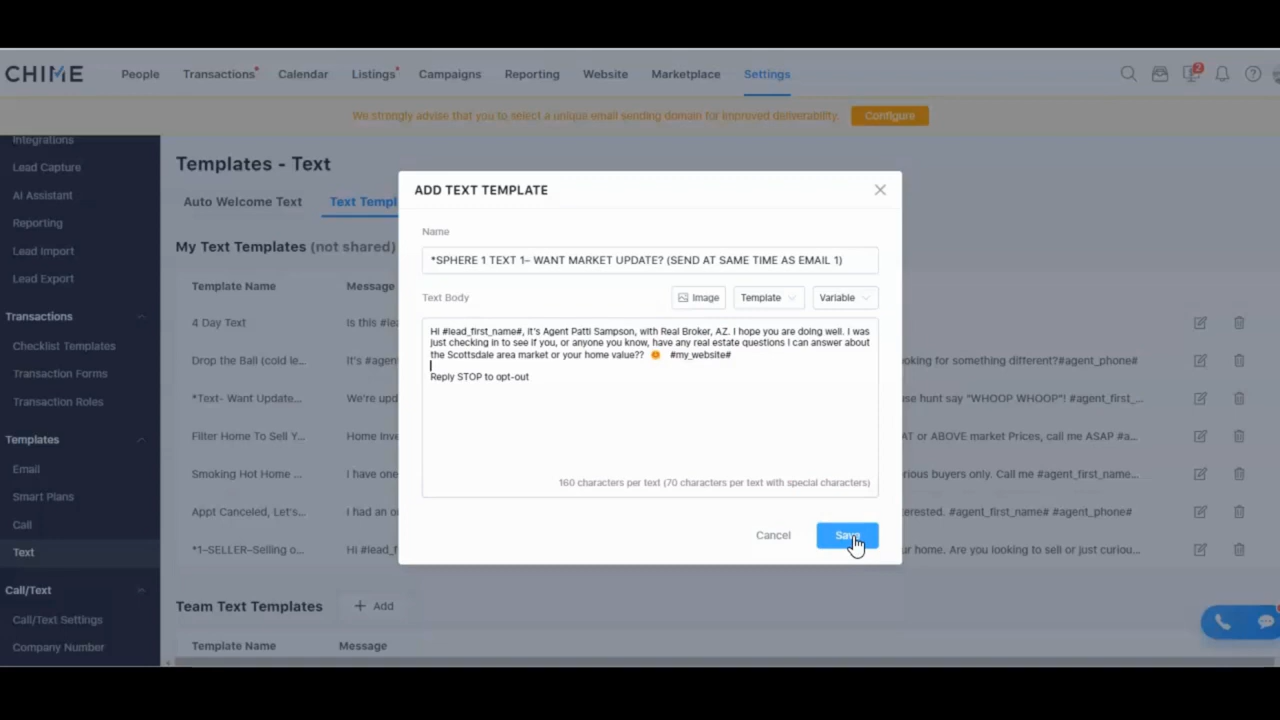 CHIME
People
Transactions
Calendar
Listings
Campaigns
Reporting
Website
Marketplace
Settings
2
We strongly advise that you to select a unique email sending domain for improved deliverability.
Configure
Integrations
Lead Capture
AI Assistant
Reporting
Lead Import
Lead Export
Transactions
Checklist Templates
Transaction Forms
Transaction Roles
Templates
Email
Smart Plans
Call
Text
Call/Text
Call/Text Settings
Company Number
Templates - Text
Auto Welcome Text
Text Templ
My Text Templates (not shared)
Template Name
Message
4 Day Text
Is this #lea
Drop the Ball (cold le...
It's #agen
ooking for something different?#agent_phone#
*Text- Want Update...
We're upd
se hunt say "WHOOP WHOOP"! #agent_first_...
Filter Home To Sell Y...
Home Inve
AT or ABOVE market Prices, call me ASAP #a...
Smoking Hot Home ...
I have one
rious buyers only. Call me #agent_first_name...
Appt Canceled, Let's...
I had an o
nterested. #agent_first_name# #agent_phone#
*1-SELLER-Selling o...
Hi #lead_f
ur home. Are you looking to sell or just curiou...
Team Text Templates
+ Add
Template Name
Message
ADD TEXT TEMPLATE
Name
*SPHERE 1 TEXT 1– WANT MARKET UPDATE? (SEND AT SAME TIME AS EMAIL 1)
Text Body
Image
Template
Variable
Hi #lead_first_name#, it's Agent Patti Sampson, with Real Broker, AZ. I hope you are doing well. I was
just checking in to see if you, or anyone you know, have any real estate questions I can answer about
the Scottsdale area market or your home value?? 😊 #my_website#
Reply STOP to opt-out
160 characters per text (70 characters per text with special characters)
Cancel
Save